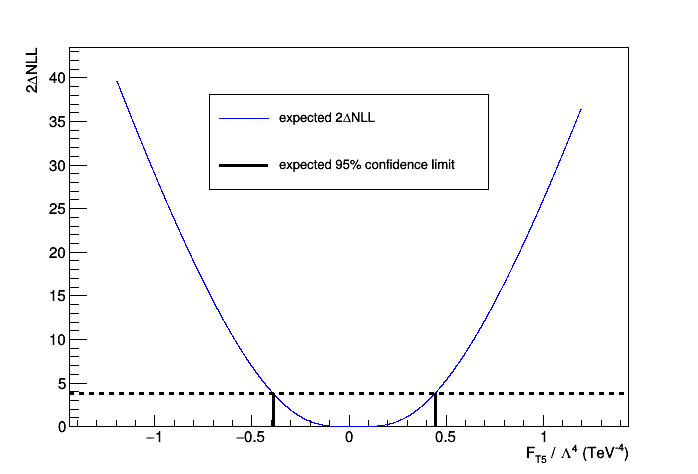 2ΔNLL
40
35
30
25
20
15
10
5
0
expected 2ΔNLL
expected 95% confidence limit
−1 −0.5 0 0.5 1
F_T5 / Λ^4 (TeV^-4)